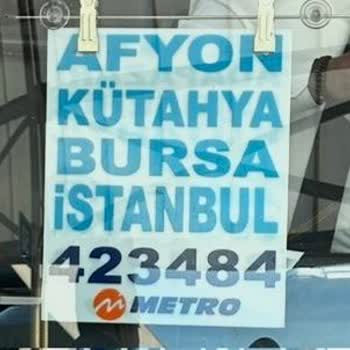 AFYON
KÜTAHYA
BURSA
İSTANBUL
423484
METRO